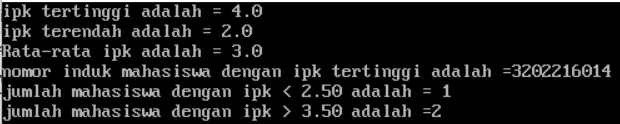 ipk tertinggi adalah = 4.0
ipk terendah adalah = 2.0
Rata-rata ipk adalah = 3.0
nomor induk mahasiswa dengan ipk tertinggi adalah =3202216014
jumlah mahasiswa dengan ipk < 2.50 adalah = 1
jumlah mahasiswa dengan ipk > 3.50 adalah =2